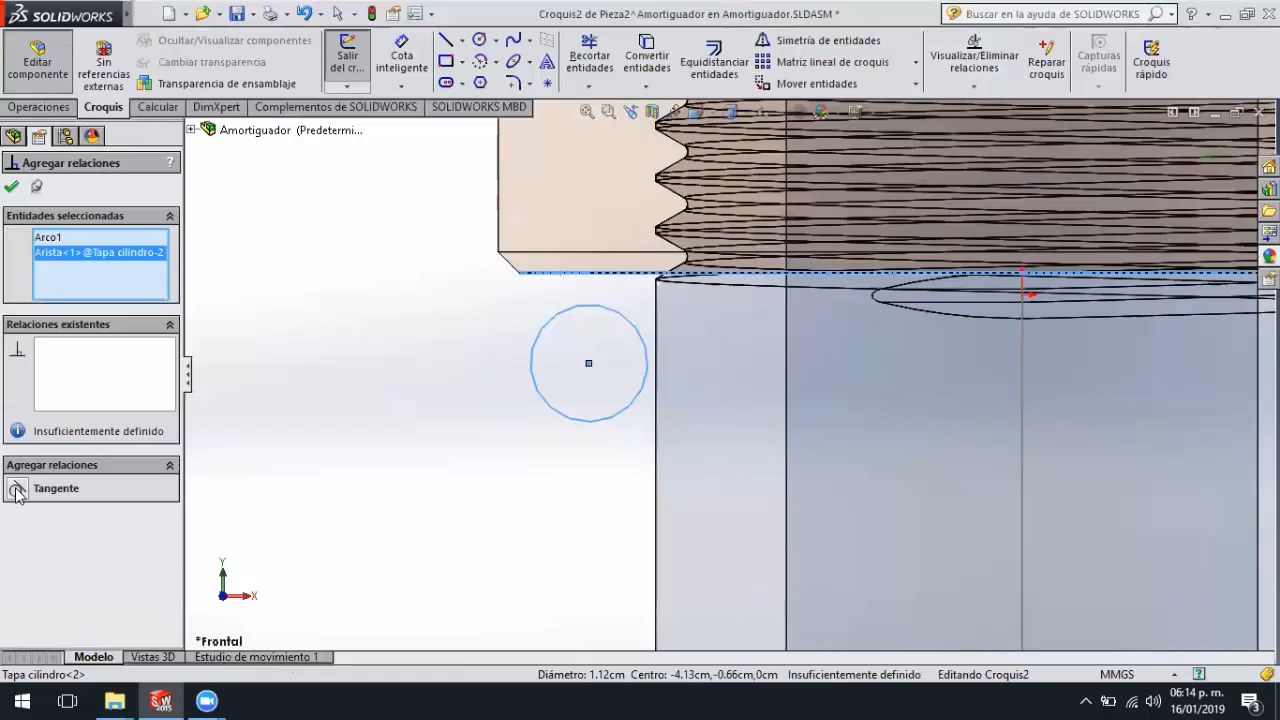 SOLIDWORKS
Croquis2 de Pieza2^Amortiguador en Amortiguador.SLDASM *
Buscar en la ayuda de SOLIDWORKS
Editar componente
Sin referencias externas
Ocultar/Visualizar componentes
Cambiar transparencia
Transparencia de ensamblaje
Salir del cr...
Cota inteligente
Recortar entidades
Convertir entidades
Equidistanciar entidades
Simetría de entidades
Matriz lineal de croquis
Mover entidades
Visualizar/Eliminar relaciones
Reparar croquis
Capturas rápidas
Croquis rápido
Operaciones
Croquis
Calcular
DimXpert
Complementos de SOLIDWORKS
SOLIDWORKS MBD
Amortiguador (Predetermi...
Agregar relaciones
?
Entidades seleccionadas
Arco1
Arista<1>@Tapa cilindro-2
Relaciones existentes
Insuficientemente definido
Agregar relaciones
Tangente
Y
X
*Frontal
Modelo
Vistas 3D
Estudio de movimiento 1
Tapa cilindro<2>
Diámetro: 1.12cm Centro: -4.13cm,-0.66cm,0cm
Insuficientemente definido
Editando Croquis2
MMGS
06:14 p. m.
16/01/2019